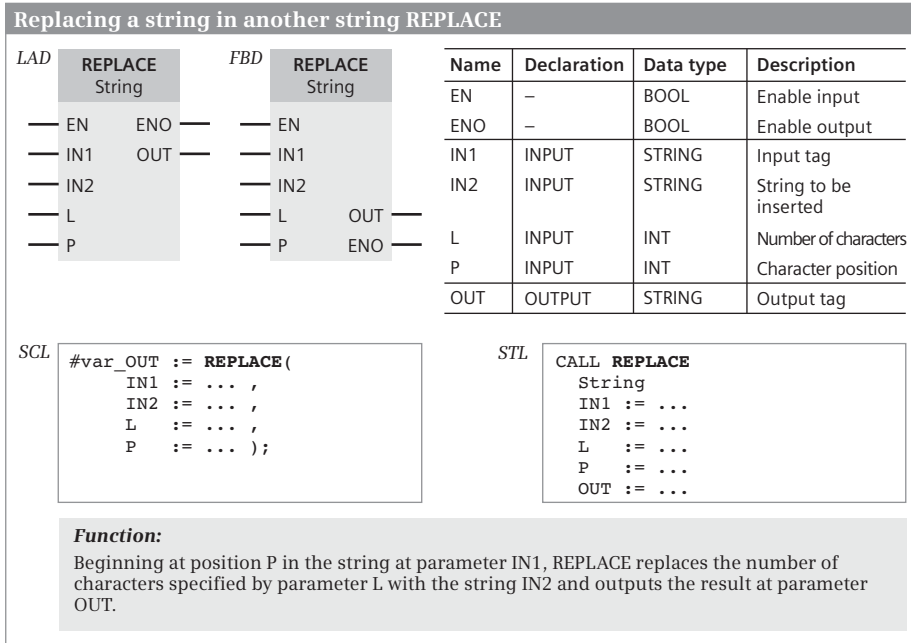 Replacing a string in another string REPLACE
LAD
REPLACE
String
EN ENO
IN1 OUT
IN2
L
P
FBD
REPLACE
String
EN
IN1
IN2
L OUT
P ENO
Name Declaration Data type Description
EN – BOOL Enable input
ENO – BOOL Enable output
IN1 INPUT STRING Input tag
IN2 INPUT STRING String to be
inserted
L INPUT INT Number of characters
P INPUT INT Character position
OUT OUTPUT STRING Output tag
SCL
#var_OUT := REPLACE(
IN1 := ... ,
IN2 := ... ,
L := ... ,
P := ... );
STL
CALL REPLACE
String
IN1 := ...
IN2 := ...
L := ...
P := ...
OUT := ...
Function:
Beginning at position P in the string at parameter IN1, REPLACE replaces the number of
characters specified by parameter L with the string IN2 and outputs the result at parameter
OUT.